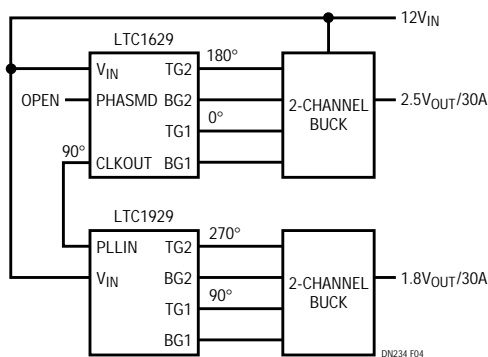 12VIN
LTC1629
VIN TG2 180°
OPEN PHASMD BG2
2-CHANNEL BUCK
2.5VOUT/30A
TG1 0°
90° CLKOUT BG1
LTC1929
PLLIN TG2 270°
VIN BG2
2-CHANNEL BUCK
1.8VOUT/30A
TG1 90°
BG1
DN234 F04